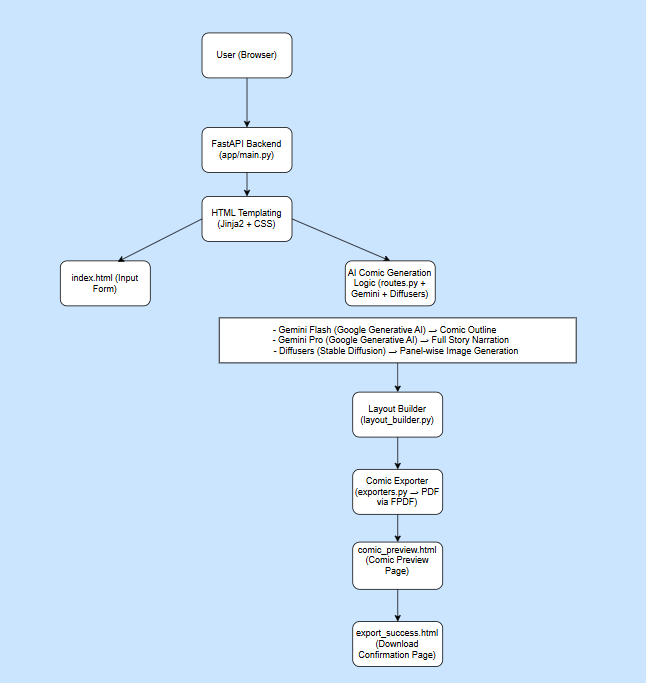 User (Browser)
FastAPI Backend
(app/main.py)
HTML Templating
(Jinja2 + CSS)
index.html (Input
Form)
AI Comic Generation
Logic (routes.py +
Gemini + Diffusers)
- Gemini Flash (Google Generative AI) → Comic Outline
- Gemini Pro (Google Generative AI) → Full Story Narration
- Diffusers (Stable Diffusion) → Panel-wise Image Generation
Layout Builder
(layout_builder.py)
Comic Exporter
(exporters.py → PDF
via FPDF)
comic_preview.html
(Comic Preview
Page)
export_success.html
(Download
Confirmation Page)